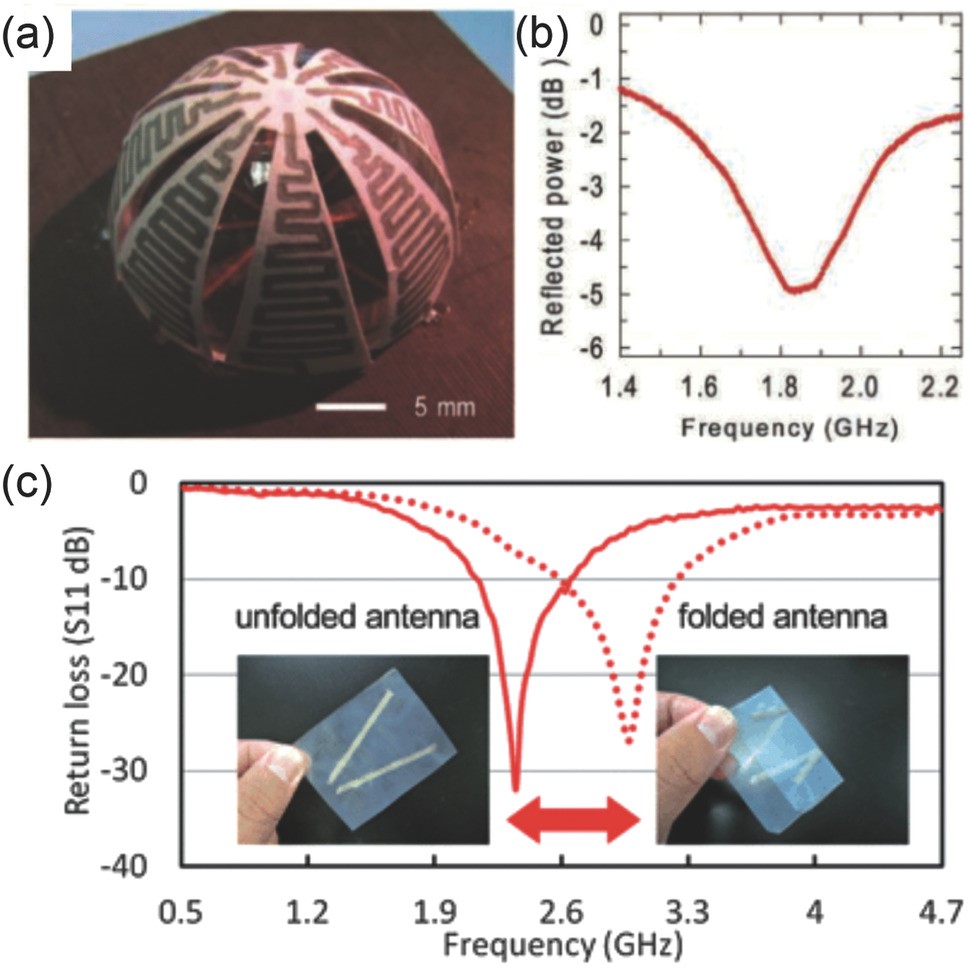 (a)
5 mm
(b)
Reflected power (dB )
0
-1
-2
-3
-4
-5
-6
1.4 1.6 1.8 2.0 2.2
Frequency (GHz)
(c)
Return loss (S11 dB)
0
-10
-20
-30
-40
unfolded antenna
folded antenna
0.5 1.2 1.9 2.6 3.3 4 4.7
Frequency (GHz)